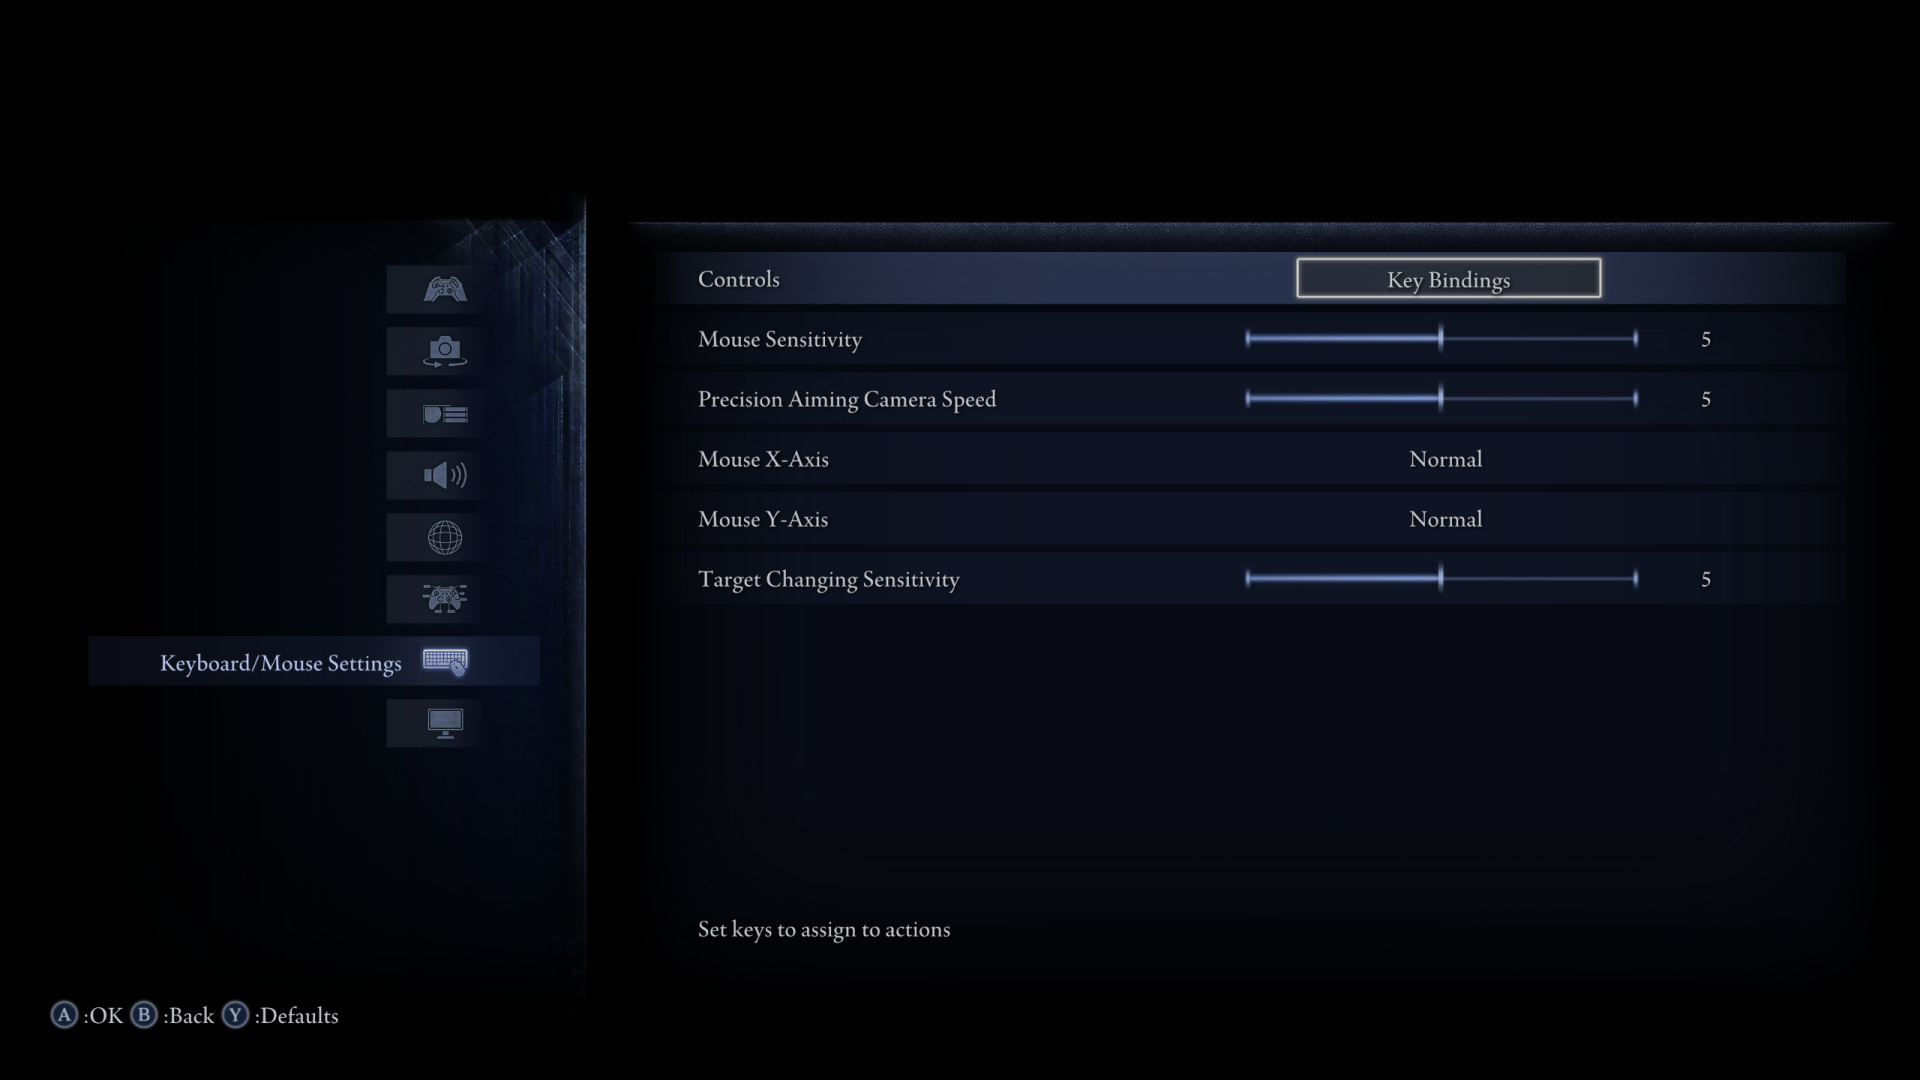 Controls Key Bindings
Mouse Sensitivity 5
Precision Aiming Camera Speed 5
Mouse X-Axis Normal
Mouse Y-Axis Normal
Target Changing Sensitivity 5
Keyboard/Mouse Settings
Set keys to assign to actions
A :OK B :Back Y :Defaults